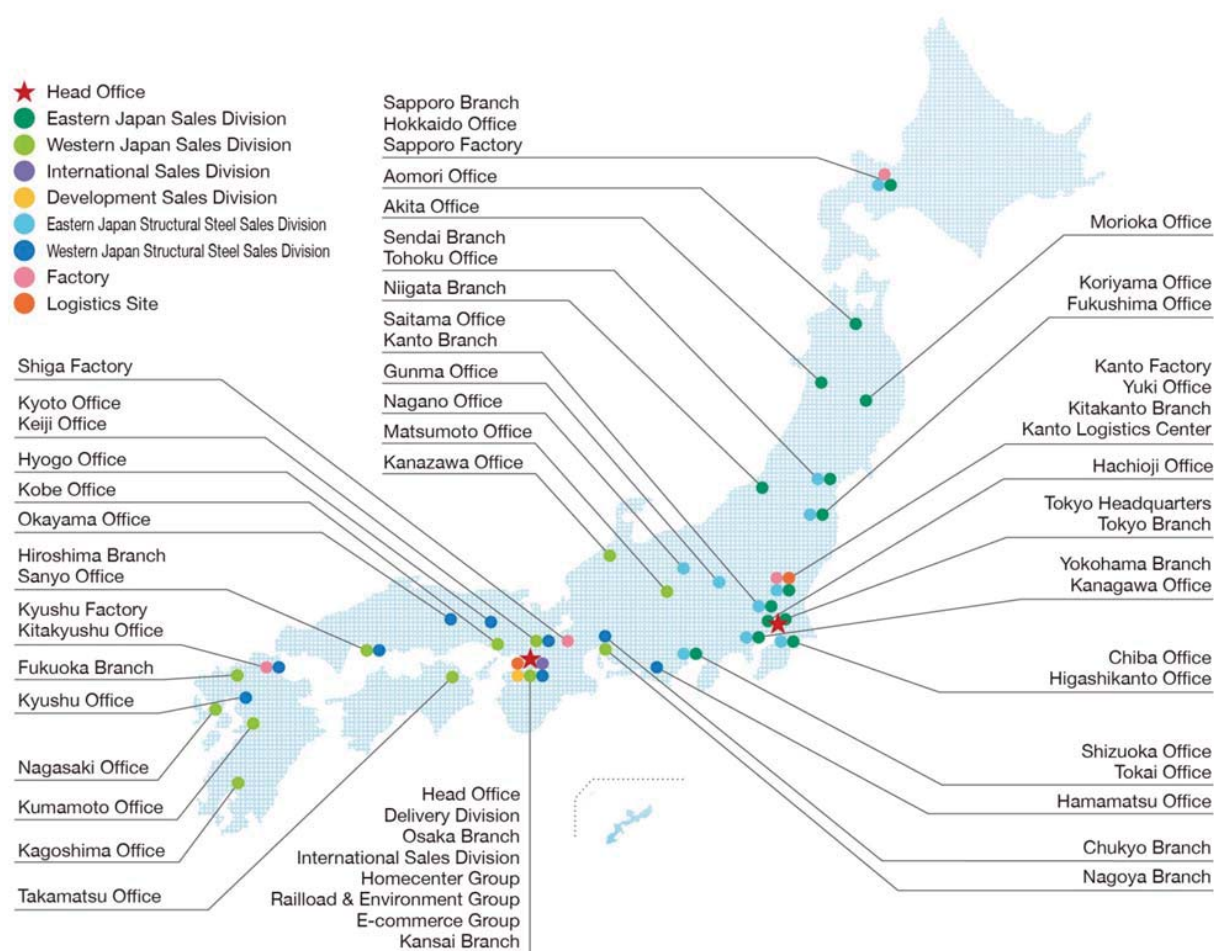 Head Office
Eastern Japan Sales Division
Western Japan Sales Division
International Sales Division
Development Sales Division
Eastern Japan Structural Steel Sales Division
Western Japan Structural Steel Sales Division
Factory
Logistics Site
Sapporo Branch
Hokkaido Office
Sapporo Factory
Aomori Office
Akita Office
Sendai Branch
Tohoku Office
Niigata Branch
Saitama Office
Kanto Branch
Gunma Office
Nagano Office
Matsumoto Office
Kanazawa Office
Morioka Office
Koriyama Office
Fukushima Office
Kanto Factory
Yuki Office
Kitakanto Branch
Kanto Logistics Center
Hachioji Office
Tokyo Headquarters
Tokyo Branch
Yokohama Branch
Kanagawa Office
Chiba Office
Higashikanto Office
Shizuoka Office
Tokai Office
Hamamatsu Office
Chukyo Branch
Nagoya Branch
Shiga Factory
Kyoto Office
Keiji Office
Hyogo Office
Kobe Office
Okayama Office
Hiroshima Branch
Sanyo Office
Kyushu Factory
Kitakyushu Office
Fukuoka Branch
Kyushu Office
Nagasaki Office
Kumamoto Office
Kagoshima Office
Takamatsu Office
Head Office
Delivery Division
Osaka Branch
International Sales Division
Homecenter Group
Railload & Environment Group
E-commerce Group
Kansai Branch